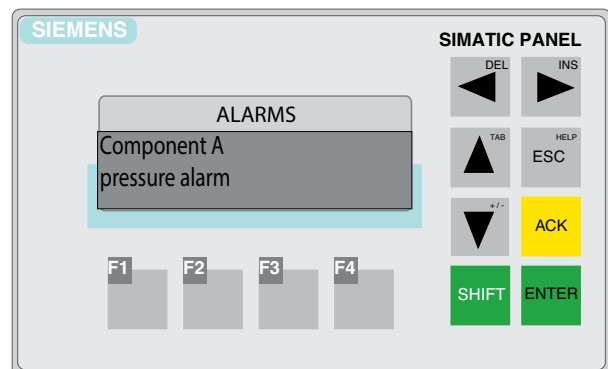 SIEMENS
SIMATIC PANEL
DEL
INS
ALARMS
Component A
pressure alarm
TAB
HELP
ESC
+ / -
ACK
F1
F2
F3
F4
SHIFT
ENTER